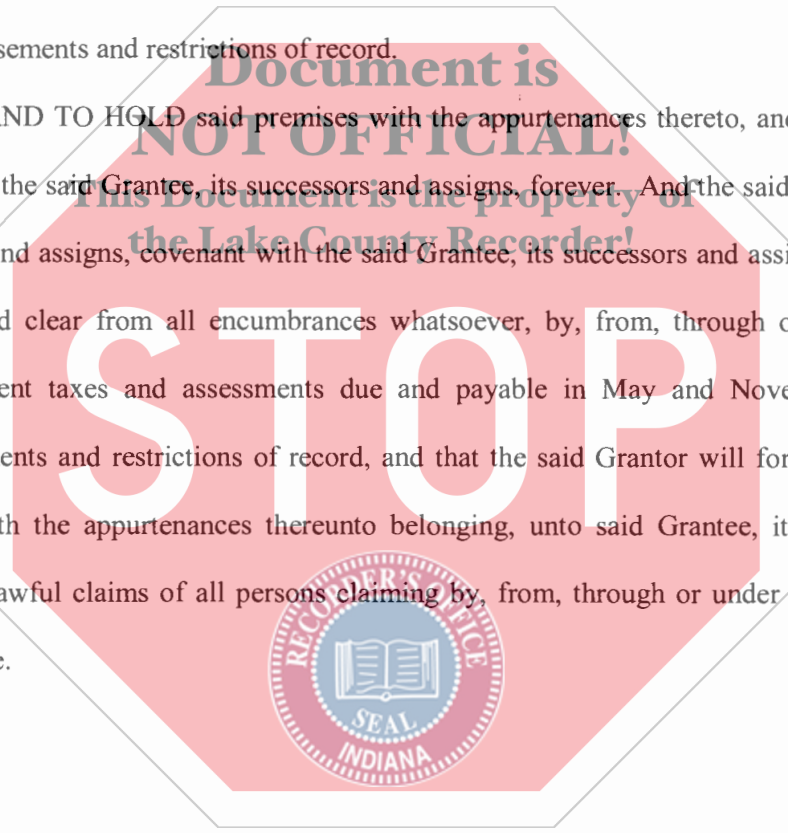 sements and restrictions of record.
Document is
ND TO HOLD said premises with the appurtenances thereto, and
NOT OFFICIAL!
the said Grantee, its successors and assigns, forever. And the said
This Document is the property of
nd assigns, covenant with the said Grantee, its successors and assi
the Lake County Recorder!
d clear from all encumbrances whatsoever, by, from, through o
ent taxes and assessments due and payable in May and Nove
ents and restrictions of record, and that the said Grantor will for
th the appurtenances thereunto belonging, unto said Grantee, it
awful claims of all persons claiming by, from, through or under
e.
STOP
RECORDER'S OFFICE
SEAL
INDIANA